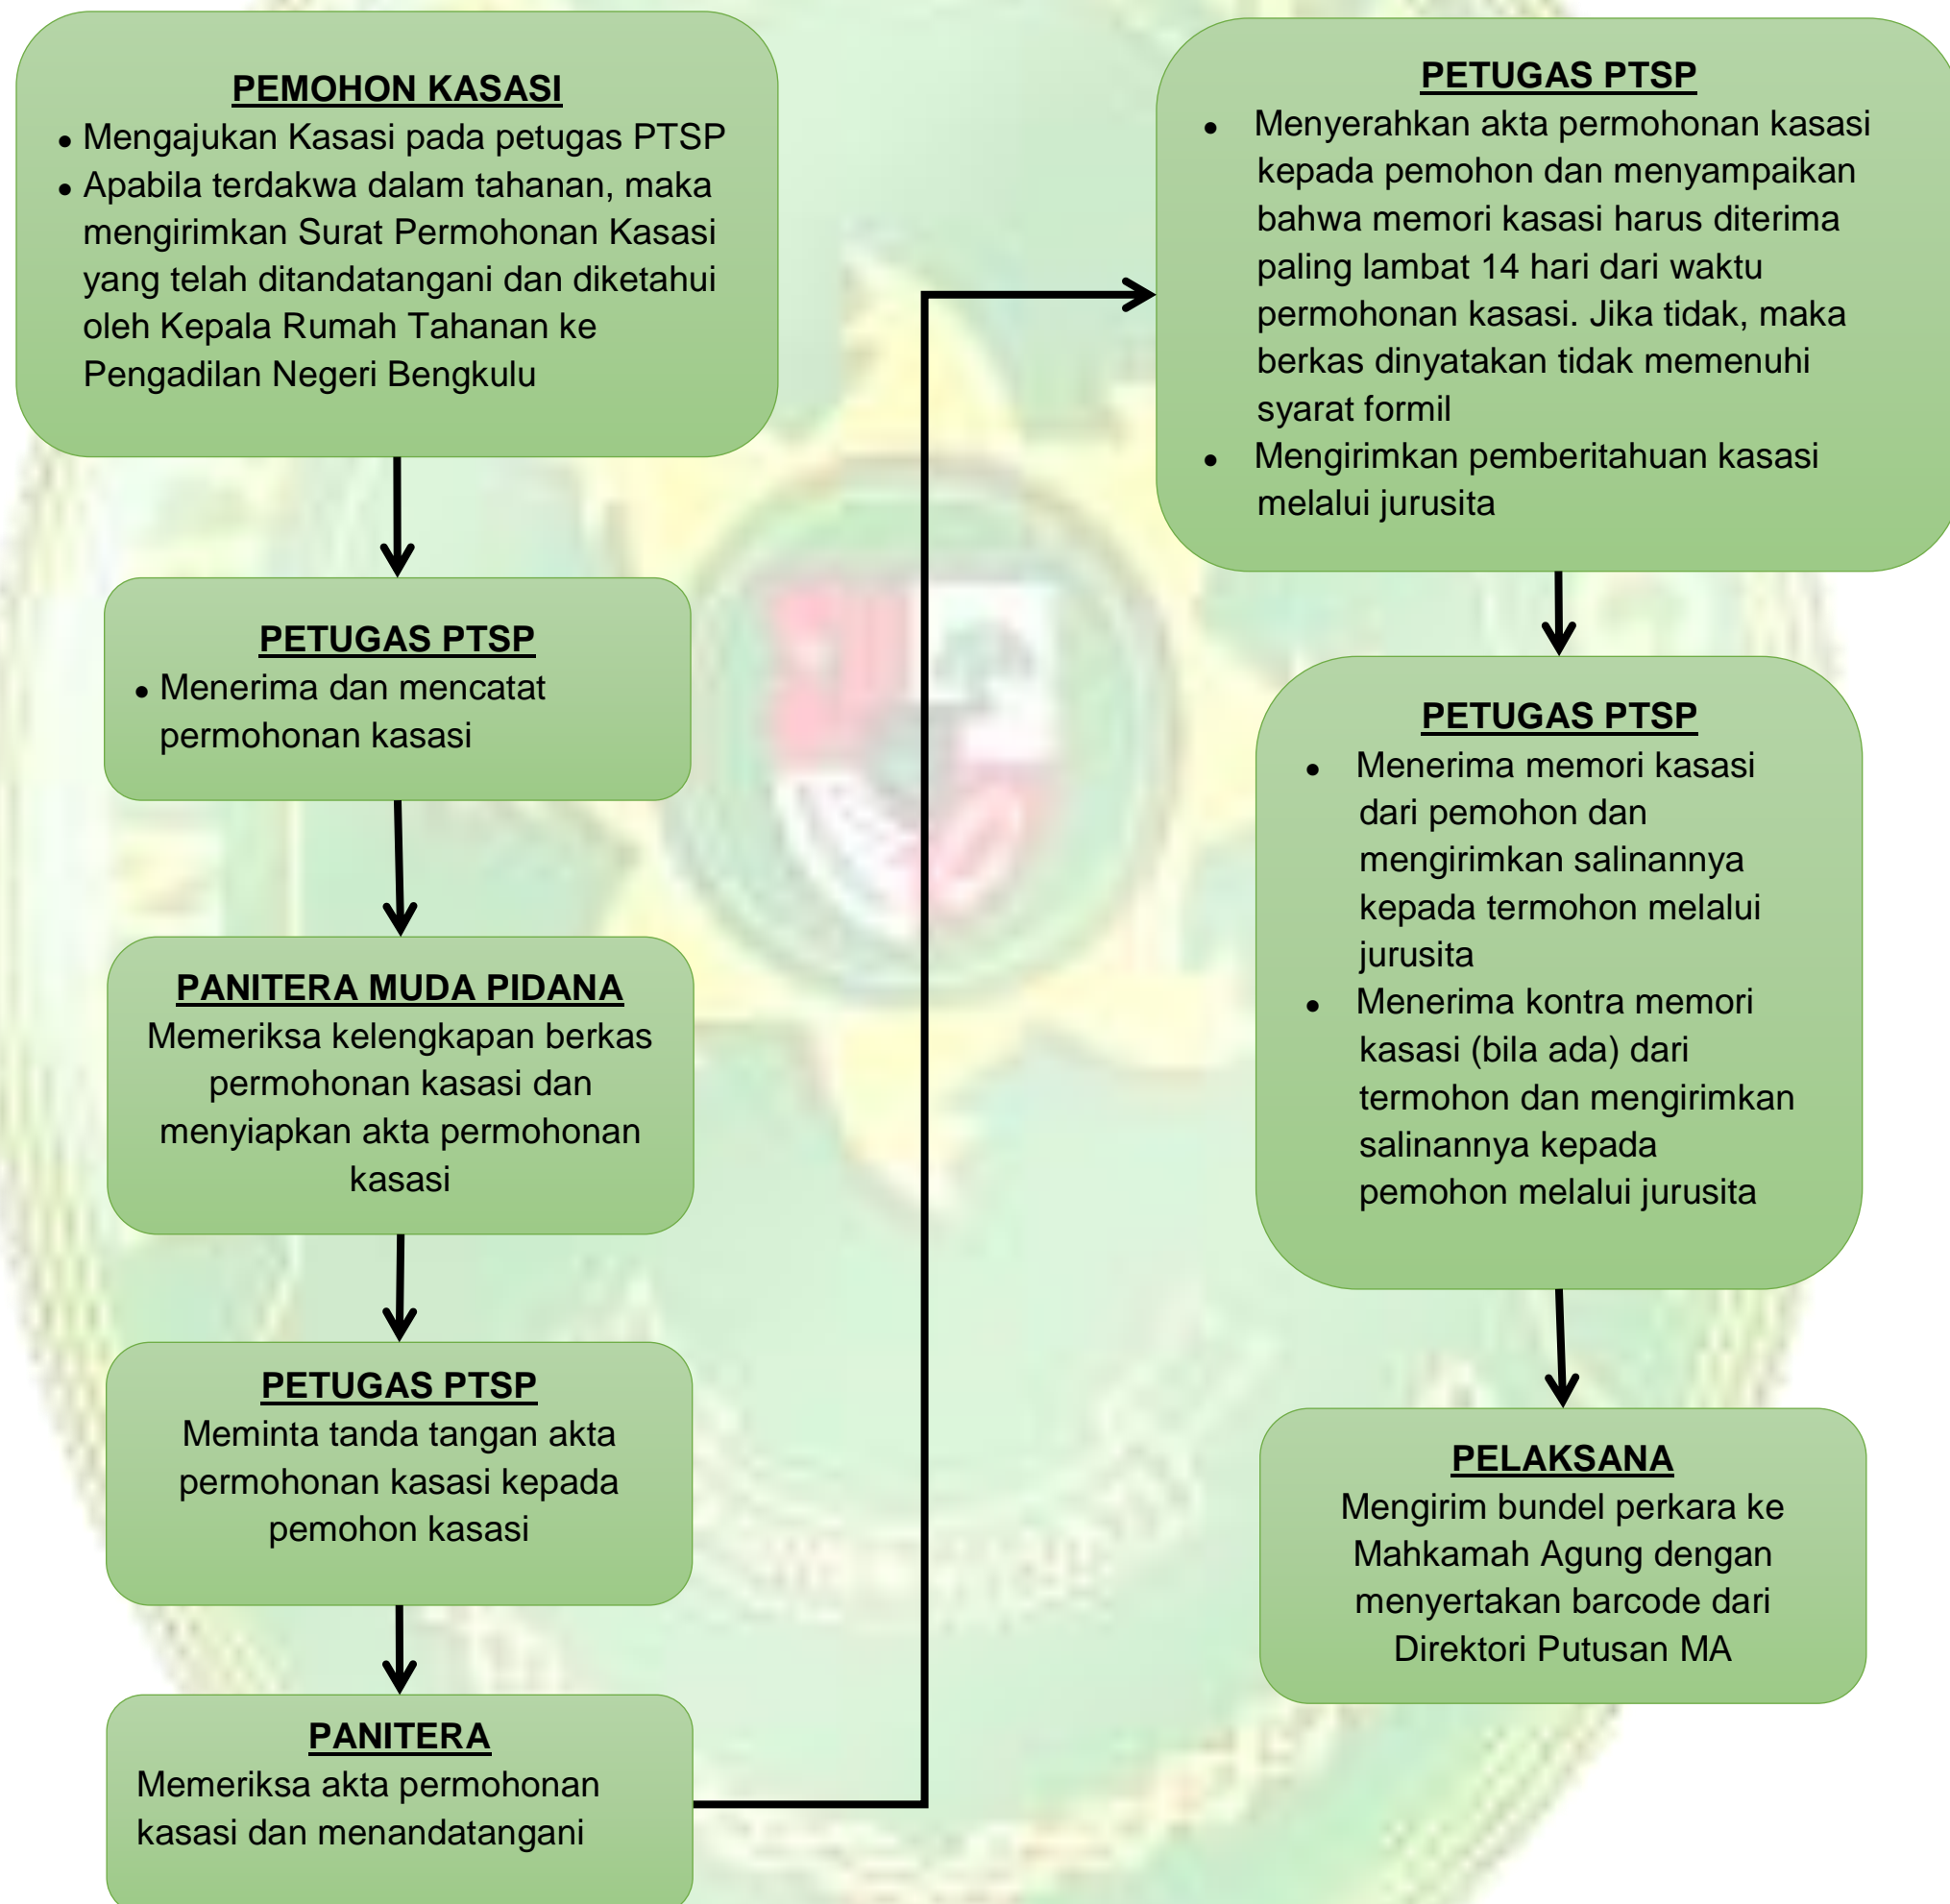 PEMOHON KASASI
• Mengajukan Kasasi pada petugas PTSP
• Apabila terdakwa dalam tahanan, maka
mengirimkan Surat Permohonan Kasasi
yang telah ditandatangani dan diketahui
oleh Kepala Rumah Tahanan ke
Pengadilan Negeri Bengkulu
PETUGAS PTSP
• Menerima dan mencatat
permohonan kasasi
PANITERA MUDA PIDANA
Memeriksa kelengkapan berkas
permohonan kasasi dan
menyiapkan akta permohonan
kasasi
PETUGAS PTSP
Meminta tanda tangan akta
permohonan kasasi kepada
pemohon kasasi
PANITERA
Memeriksa akta permohonan
kasasi dan menandatangani
PETUGAS PTSP
• Menyerahkan akta permohonan kasasi
kepada pemohon dan menyampaikan
bahwa memori kasasi harus diterima
paling lambat 14 hari dari waktu
permohonan kasasi. Jika tidak, maka
berkas dinyatakan tidak memenuhi
syarat formil
• Mengirimkan pemberitahuan kasasi
melalui jurusita
PETUGAS PTSP
• Menerima memori kasasi
dari pemohon dan
mengirimkan salinannya
kepada termohon melalui
jurusita
• Menerima kontra memori
kasasi (bila ada) dari
termohon dan mengirimkan
salinannya kepada
pemohon melalui jurusita
PELAKSANA
Mengirim bundel perkara ke
Mahkamah Agung dengan
menyertakan barcode dari
Direktori Putusan MA